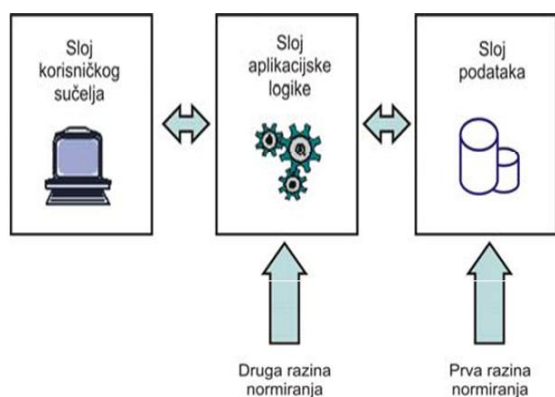 Sloj
korisničkog
sučelja
Sloj
aplikacijske
logike
Sloj
podataka
Druga razina
normiranja
Prva razina
normiranja